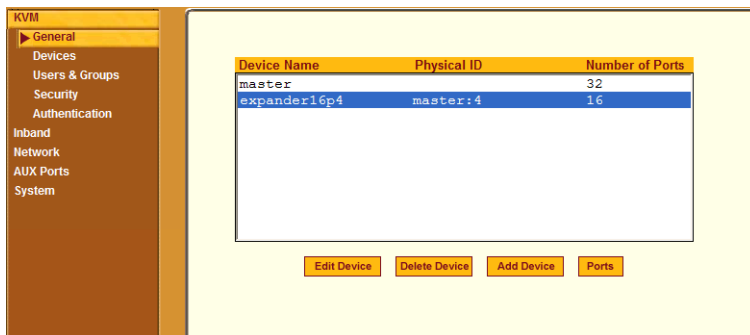 KVM
General
Devices
Users & Groups
Security
Authentication
Inband
Network
AUX Ports
System
Device Name Physical ID Number of Ports
master 32
expander16p4 master:4 16
Edit Device Delete Device Add Device Ports